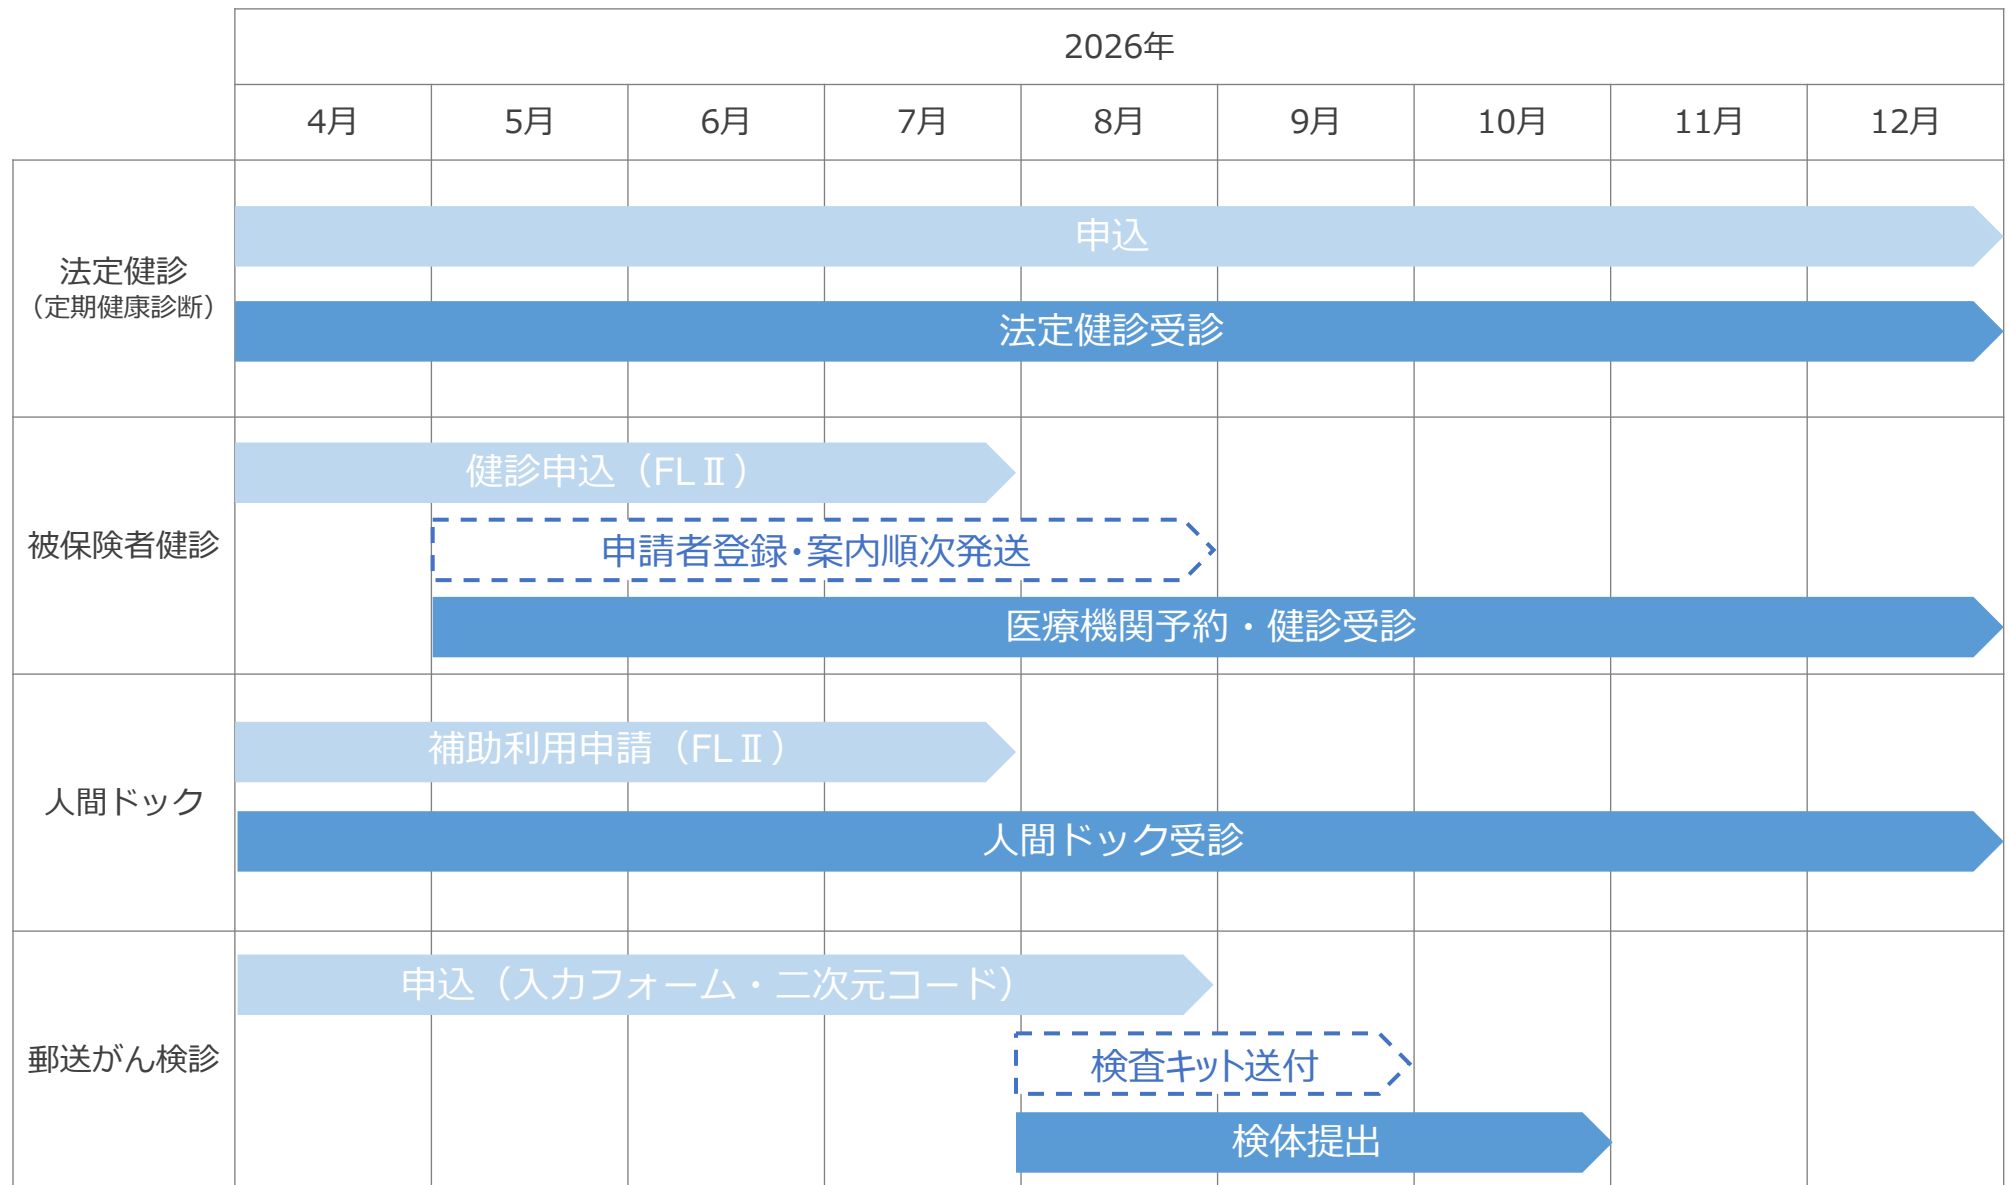 2026年
4月 5月 6月 7月 8月 9月 10月 11月 12月
法定健診
（定期健康診断）
申込
法定健診受診
被保険者健診
健診申込（FLⅡ）
申請者登録・案内順次発送
医療機関予約・健診受診
人間ドック
補助利用申請（FLⅡ）
人間ドック受診
郵送がん検診
申込（入力フォーム・二次元コード）
検査キット送付
検体提出